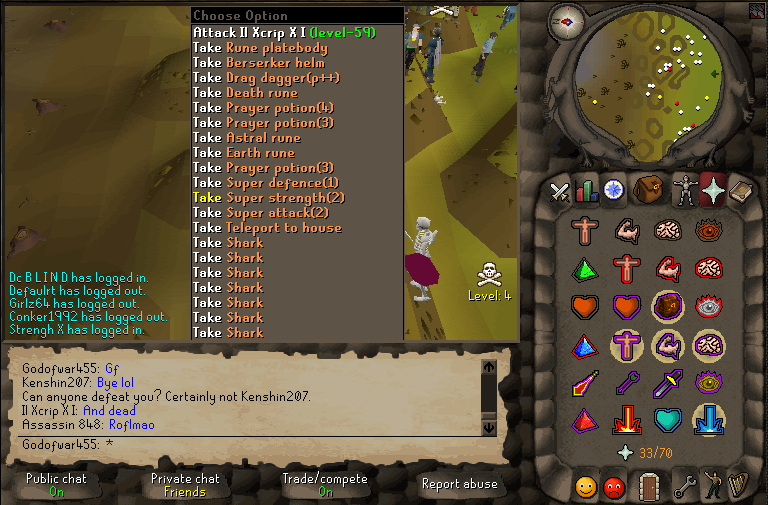 Choose Option
Attack Il Xcrip X I (level-59)
Take Rune platebody
Take Berserker helm
Take Drag dagger(p++)
Take Death rune
Take Prayer potion(4)
Take Prayer potion(3)
Take Astral rune
Take Earth rune
Take Prayer potion(3)
Take Super defence(1)
Take Super strength(2)
Take Super attack(2)
Take Teleport to house
Take Shark
Take Shark
Take Shark
Take Shark
Take Shark
Take Shark
Take Shark
Dc B L I N D has logged in.
Defaulrt has logged out.
Girlz64 has logged out.
Conker1992 has logged out.
Strengh X has logged in.
Level: 4
Godofwar455: Gf
Kenshin207: Bye lol
Can anyone defeat you? Certainly not Kenshin207.
Il Xcrip X I: And dead
Assassin 848: Roflmao
Godofwar455: *
33/70
Public chat
On
Private chat
Friends
Trade/compete
On
Report abuse